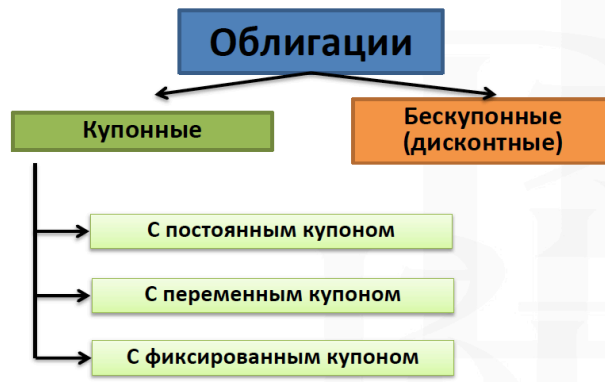 Облигации
Купонные
Бескупонные
(дисконтные)
С постоянным купоном
С переменным купоном
С фиксированным купоном